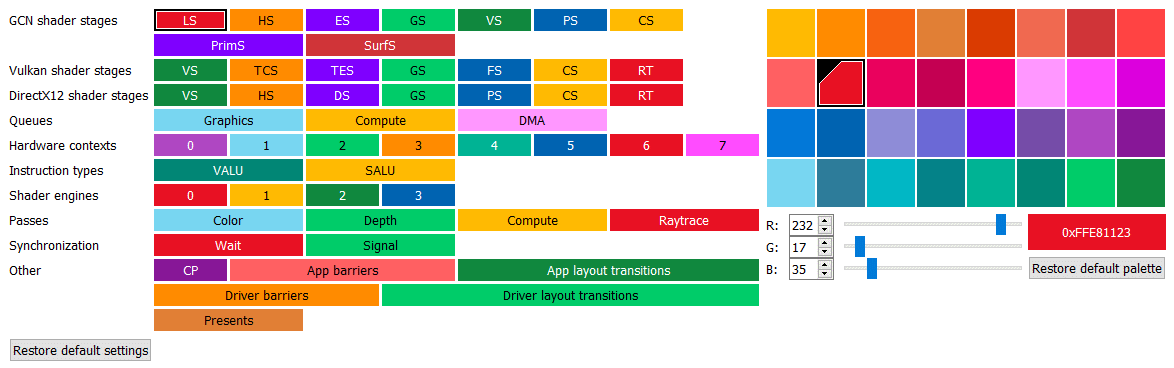 GCN shader stages LS HS ES GS VS PS CS
PrimS SurfS
Vulkan shader stages VS TCS TES GS FS CS RT
DirectX12 shader stages VS HS DS GS PS CS RT
Queues Graphics Compute DMA
Hardware contexts 0 1 2 3 4 5 6 7
Instruction types VALU SALU
Shader engines 0 1 2 3
Passes Color Depth Compute Raytrace
Synchronization Wait Signal
Other CP App barriers App layout transitions
Driver barriers Driver layout transitions
Presents
Restore default settings
R: 232
G: 17
B: 35
0xFFE81123
Restore default palette